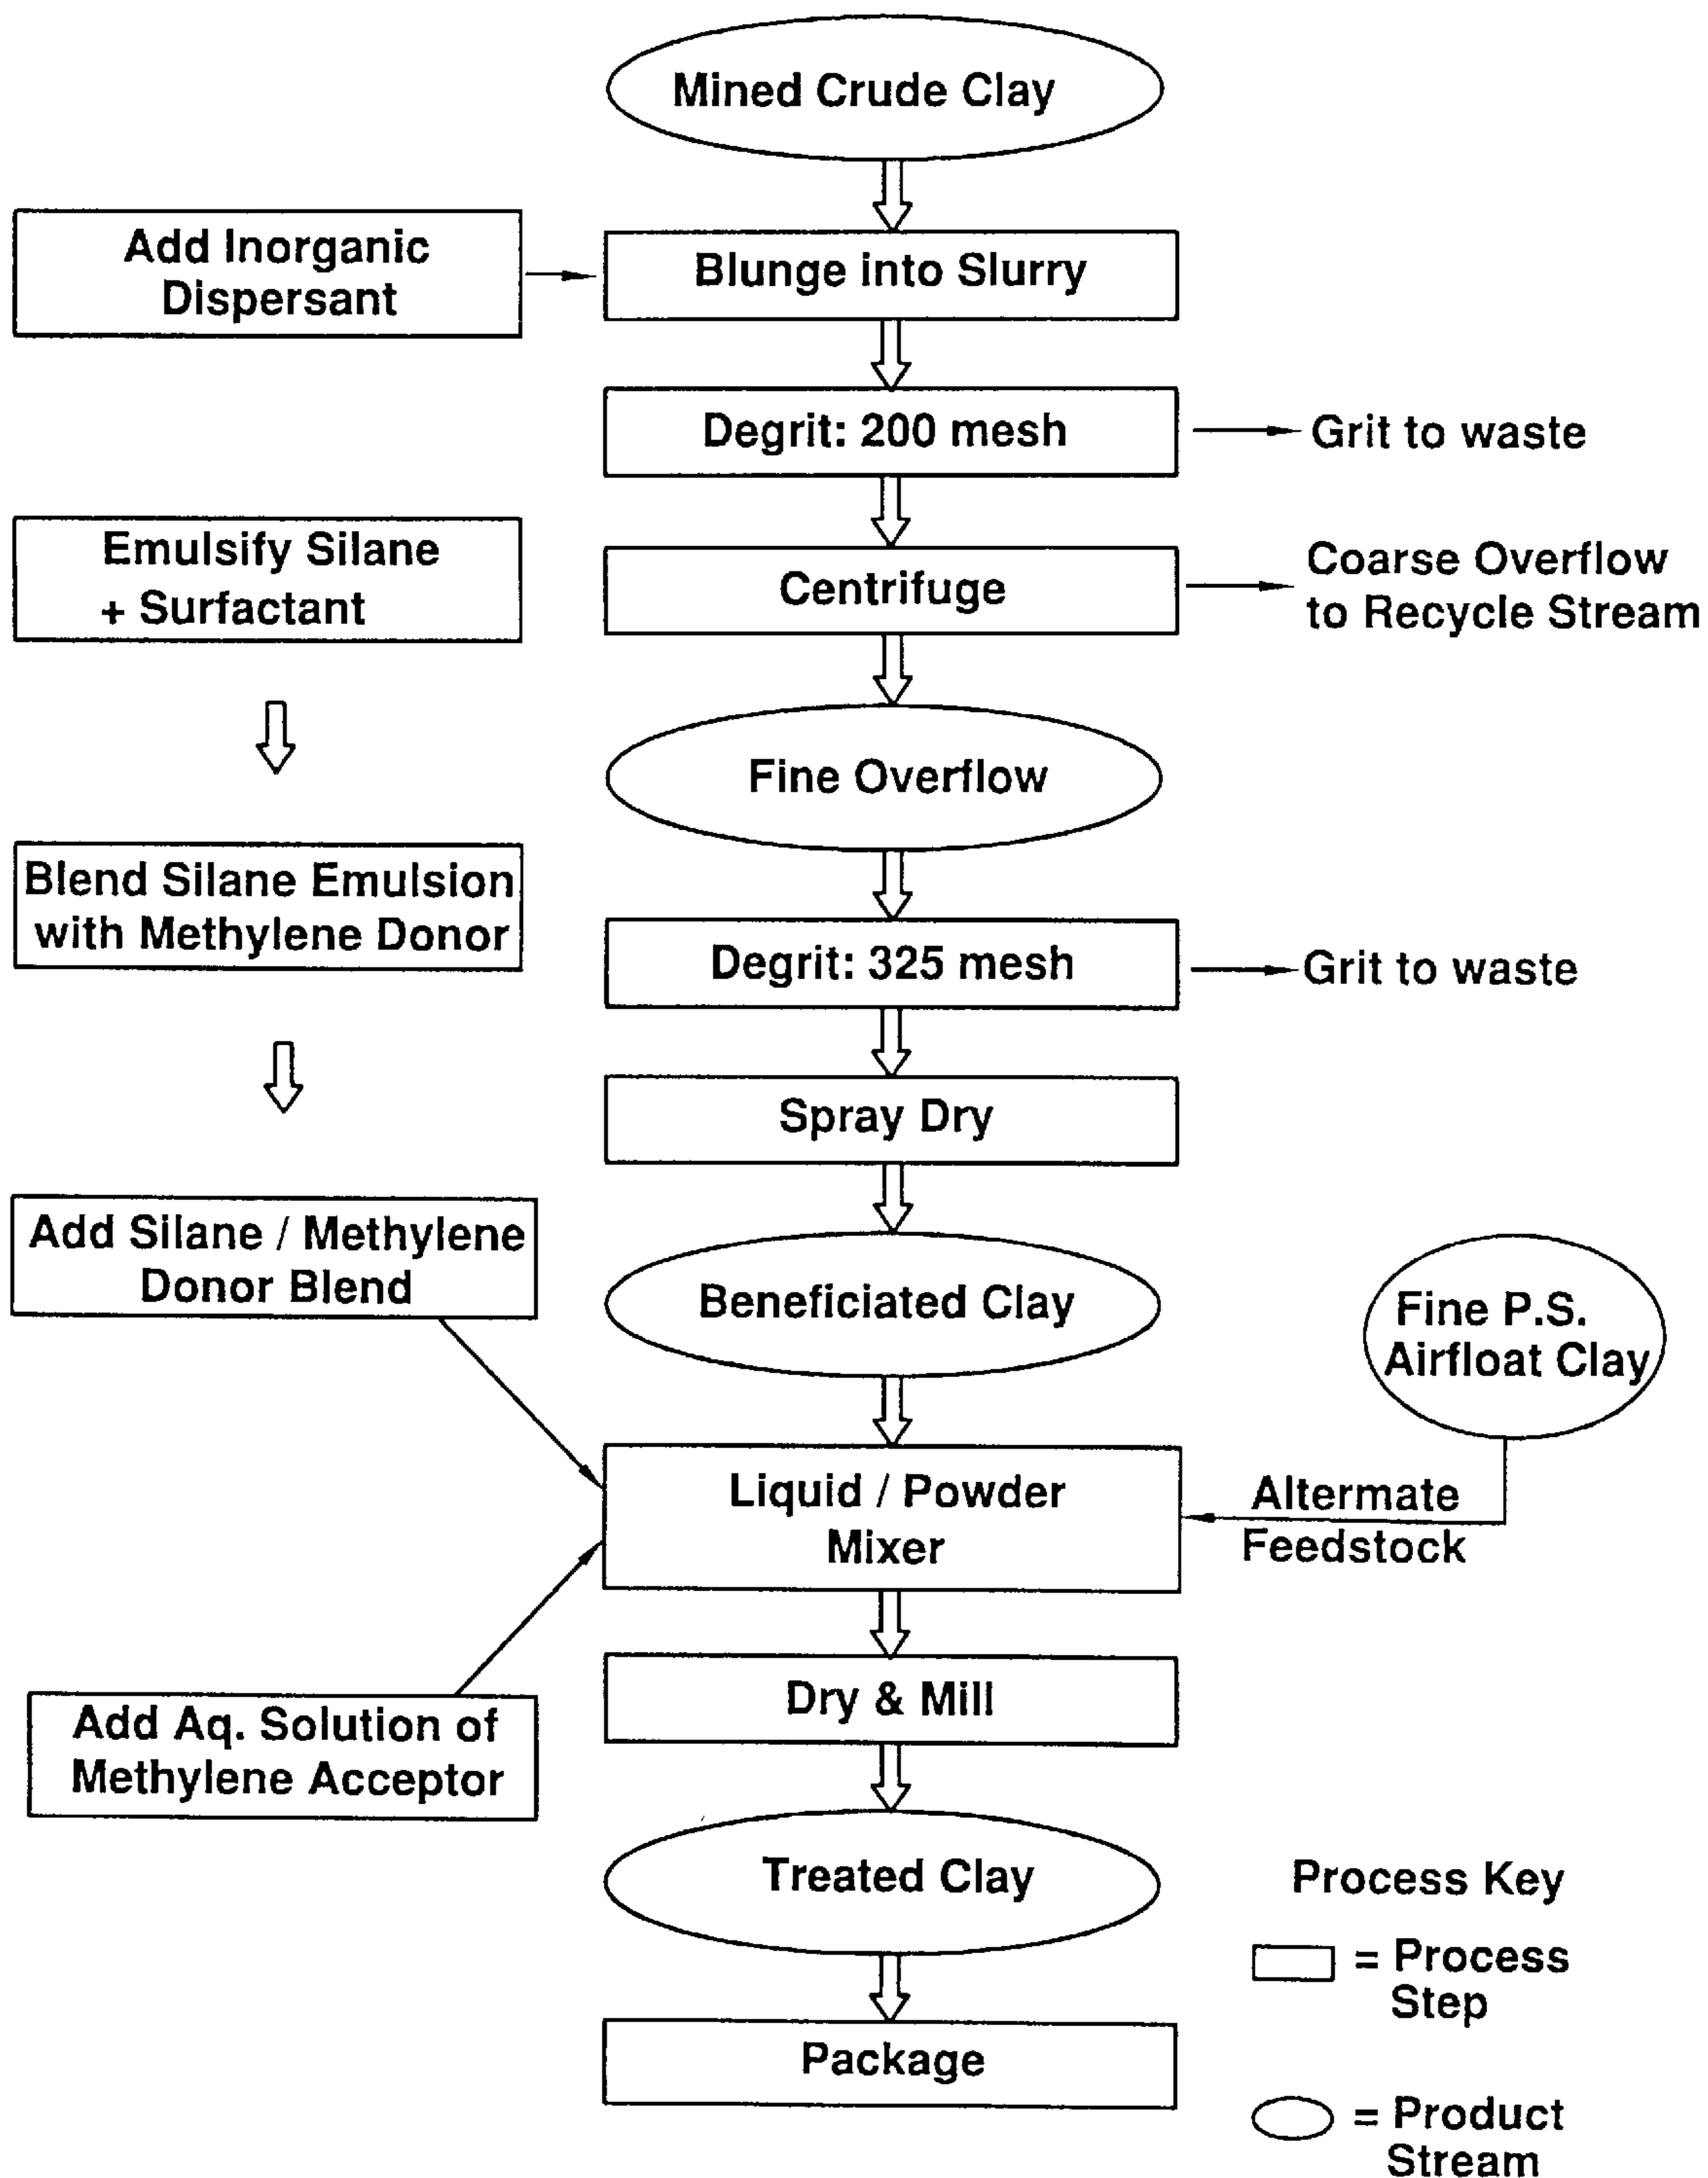 Mined Crude Clay
Add Inorganic
Dispersant
Blunge into Slurry
Degrit: 200 mesh
Grit to waste
Emulsify Silane
+ Surfactant
Centrifuge
Coarse Overflow
to Recycle Stream
Fine Overflow
Blend Silane Emulsion
with Methylene Donor
Degrit: 325 mesh
Grit to waste
Spray Dry
Add Silane / Methylene
Donor Blend
Beneficiated Clay
Fine P.S.
Airfloat Clay
Liquid / Powder
Mixer
Altermate
Feedstock
Dry & Mill
Add Aq. Solution of
Methylene Acceptor
Treated Clay
Process Key
= Process
Step
Package
= Product
Stream